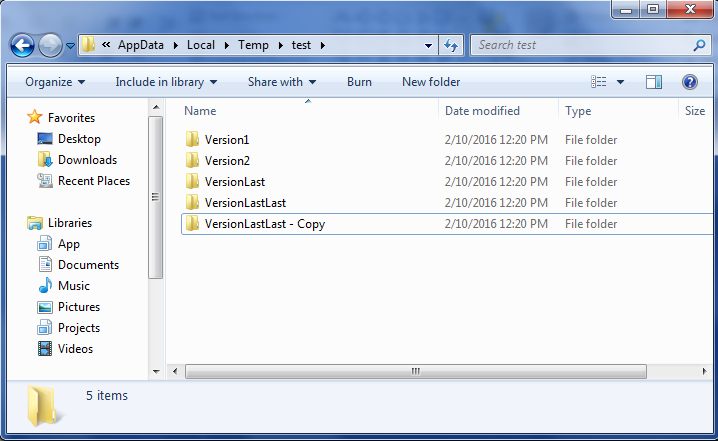 « AppData Local Temp test Search test
Organize Include in library Share with Burn New folder
Name Date modified Type Size
Favorites
Desktop
Downloads
Recent Places
Libraries
App
Documents
Music
Pictures
Projects
Videos
Version1 2/10/2016 12:20 PM File folder
Version2 2/10/2016 12:20 PM File folder
VersionLast 2/10/2016 12:20 PM File folder
VersionLastLast 2/10/2016 12:20 PM File folder
VersionLastLast - Copy 2/10/2016 12:20 PM File folder
5 items